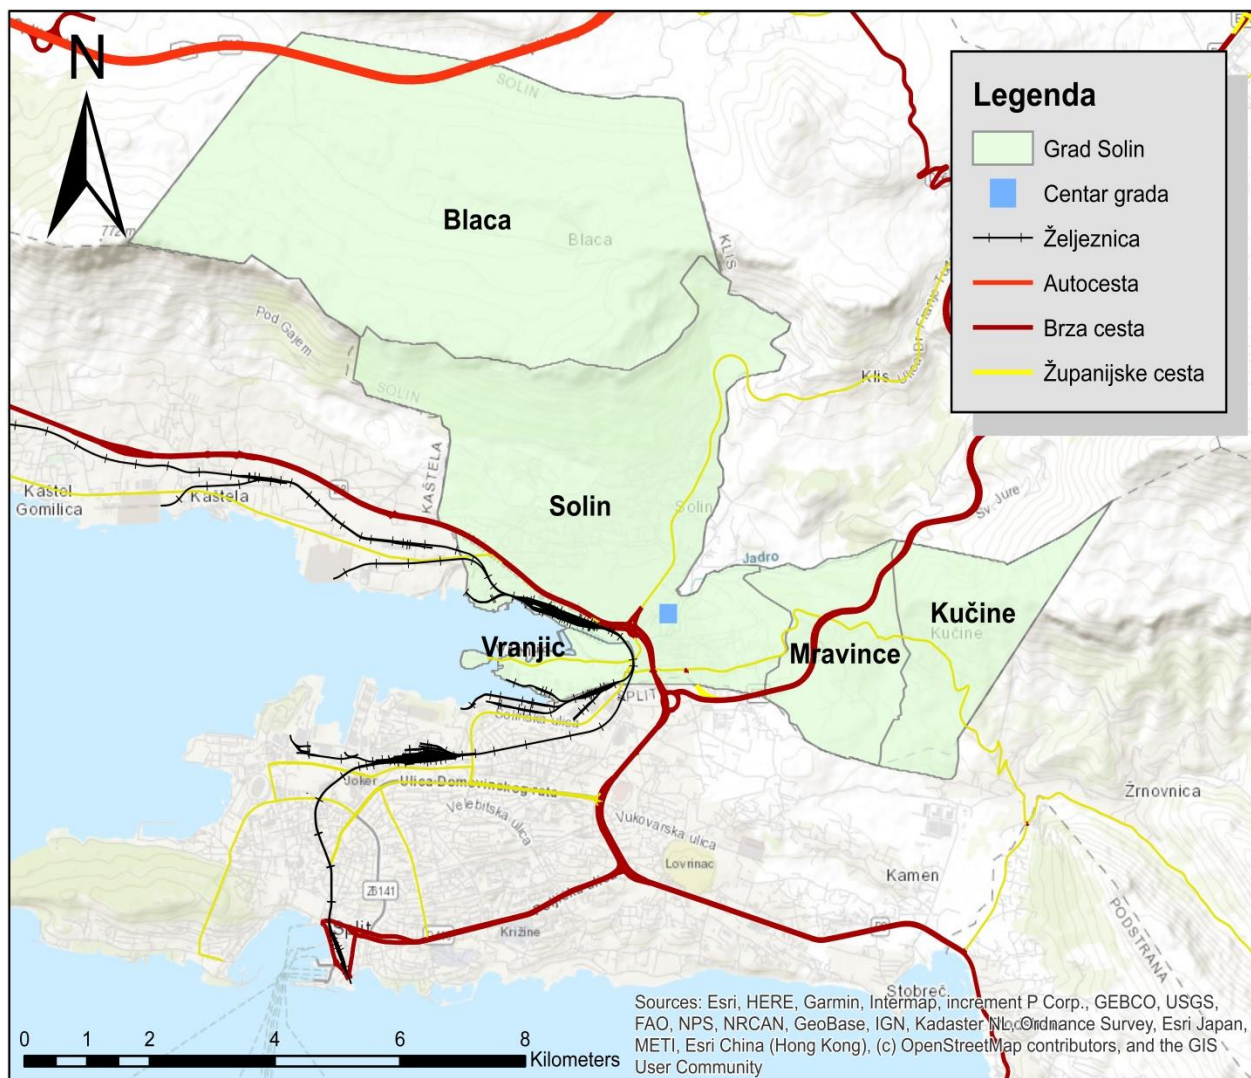 N
Legenda
Grad Solin
Centar grada
Željeznica
Autocesta
Brza cesta
Županijske cesta
SOLIN
Blaca
Blaca
772 m
KLIS
Pod Gajem
SOLIN
Klis
KAŠTELA
Kaštel
Gomilica
Kaštela
Solin
Solin
Sv. Jure
Jadro
Kučine
Kučine
Vranjic
Mravince
SPLIT
Solinska ulica
Joker
Ulica Domovinskog rata
Velebitska ulica
Vukovarska ulica
Žrnovnica
Lovrinac
Kamen
6141
Split
Križine
PODSTRANA
Stobreč
Sources: Esri, HERE, Garmin, Intermap, increment P Corp., GEBCO, USGS,
FAO, NPS, NRCAN, GeoBase, IGN, Kadaster NL, Ordnance Survey, Esri Japan,
METI, Esri China (Hong Kong), (c) OpenStreetMap contributors, and the GIS
User Community
0 1 2 4 6 8
Kilometers